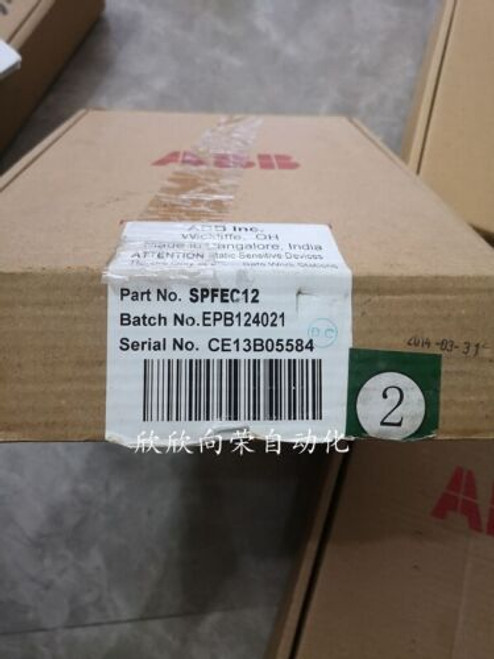 ABB
ABB Inc.
Wickliffe, OH
Made in Bangalore, India
ATTENTION Static Sensitive Devices
Part No. SPFEC12
Batch No.EPB124021
Serial No. CE13B05584
Q.C
2014-03-31
2
欣欣向荣自动化
ABB